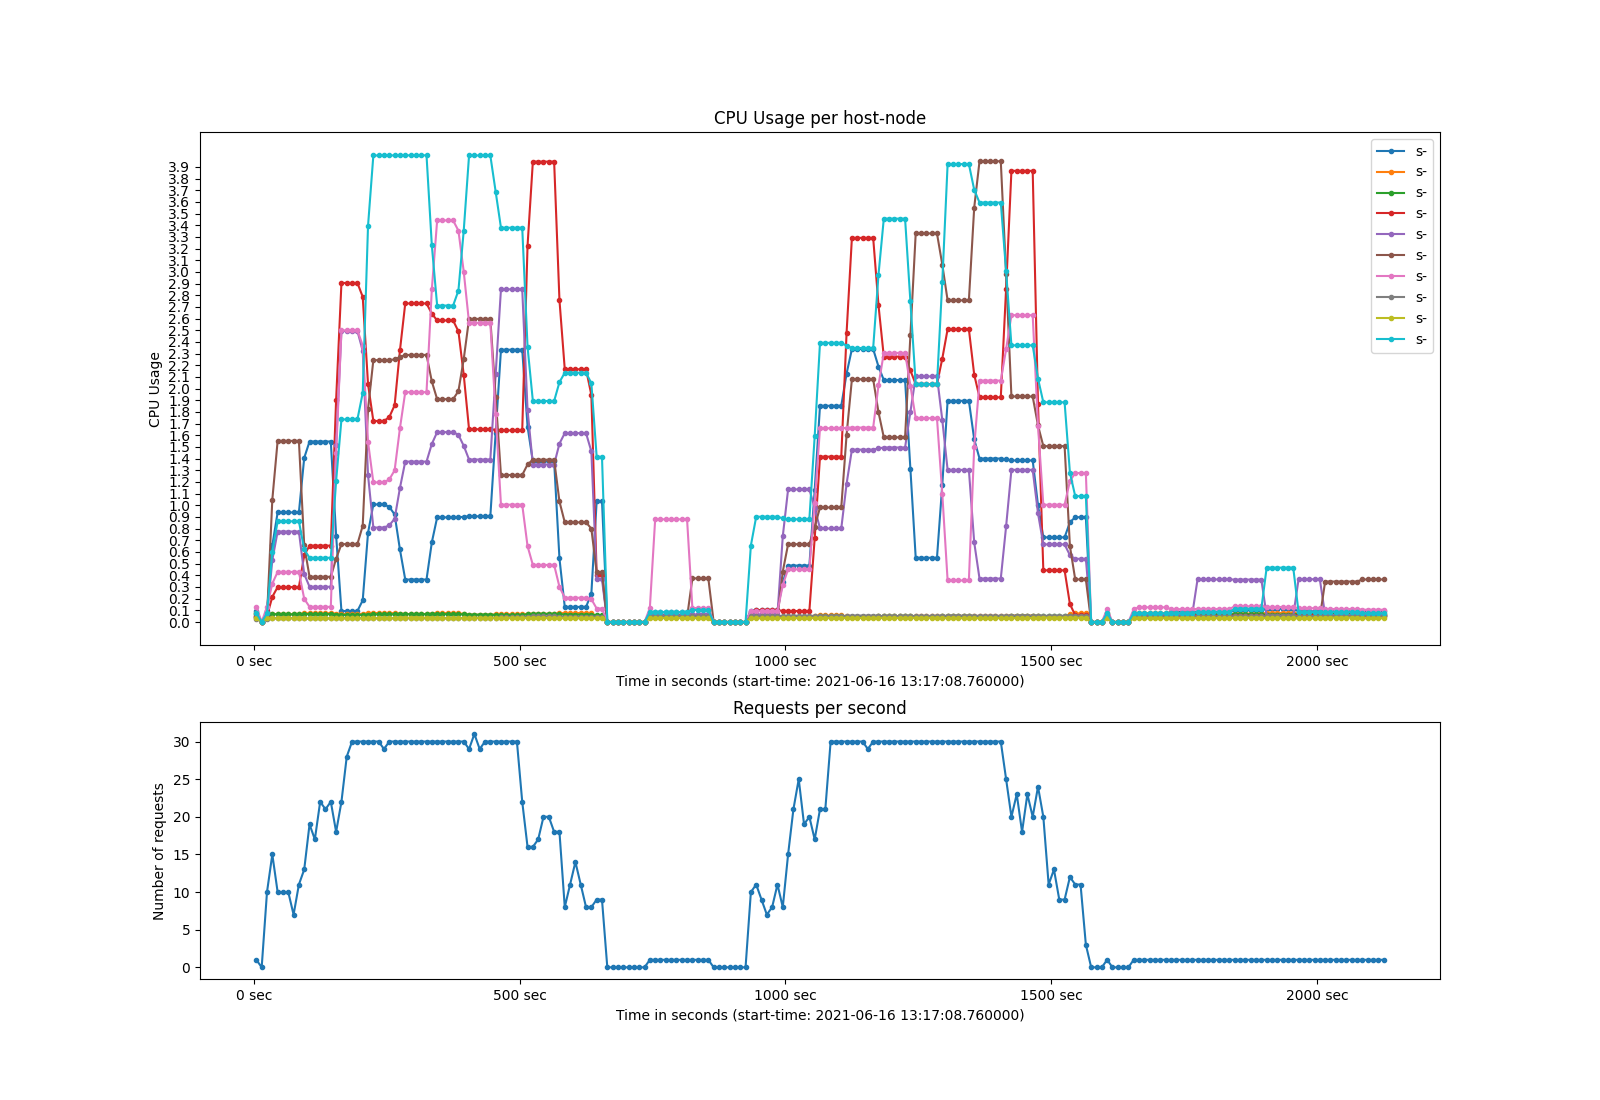 CPU Usage per host-node
CPU Usage
3.9
3.8
3.7
3.6
3.5
3.4
3.3
3.2
3.1
3.0
2.9
2.8
2.7
2.6
2.5
2.4
2.3
2.2
2.1
2.0
1.9
1.8
1.7
1.6
1.5
1.4
1.3
1.2
1.1
1.0
0.9
0.8
0.7
0.6
0.5
0.4
0.3
0.2
0.1
0.0
s-
s-
s-
s-
s-
s-
s-
s-
s-
s-
0 sec 500 sec 1000 sec 1500 sec 2000 sec
Time in seconds (start-time: 2021-06-16 13:17:08.760000)
Requests per second
Number of requests
30
25
20
15
10
5
0
0 sec 500 sec 1000 sec 1500 sec 2000 sec
Time in seconds (start-time: 2021-06-16 13:17:08.760000)